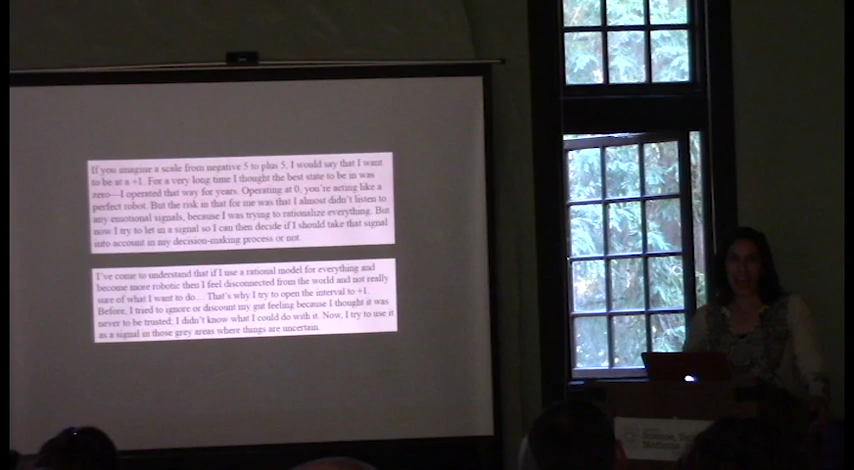 If you imagine a scale from negative 5 to plus 5, I would say that I want
to be at a +1. For a very long time I thought the best state to be in was
zero—I operated that way for years. Operating at 0, you're acting like a
perfect robot. But the risk in that for me was that I almost didn't listen to
any emotional signals, because I was trying to rationalize everything. But
now I try to let in a signal so I can then decide if I should take that signal
into account in my decision-making process or not.
I've come to understand that if I use a rational model for everything and
become more robotic then I feel disconnected from the world and not really
sure of what I want to do... That's why I try to open the interval to +1.
Before, I tried to ignore or discount my gut feeling because I thought it was
never to be trusted; I didn't know what I could do with it. Now, I try to use it
as a signal in those grey areas where things are uncertain.
Science,